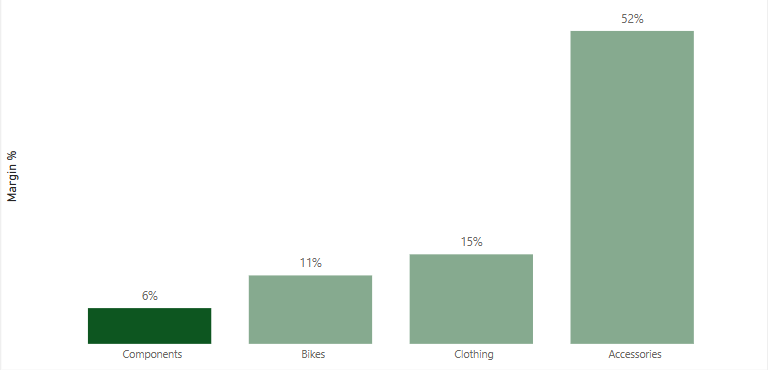 Margin %
6%
11%
15%
52%
Components
Bikes
Clothing
Accessories